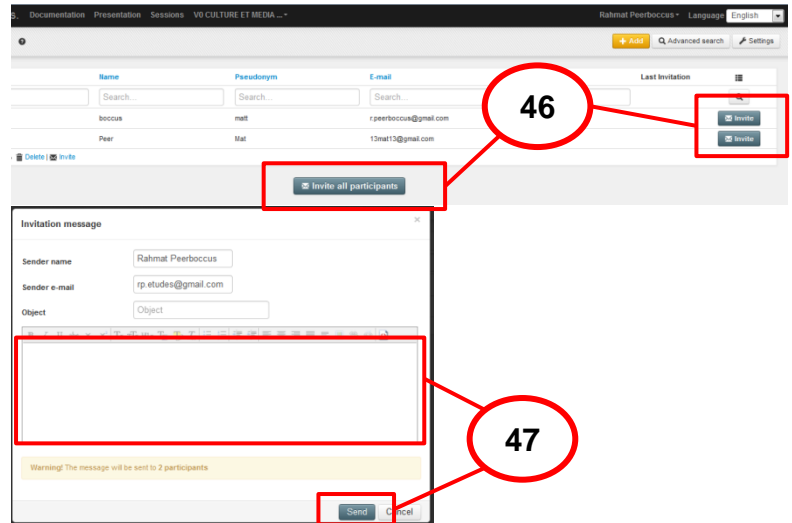 S. Documentation Presentation Sessions V0 CULTURE ET MEDIA ... Rahmat Peerboccus Language English
+ Add Advanced search Settings
Name Pseudonym E-mail Last Invitation
Search... Search... Search...
boccus matt r.peerboccus@gmail.com Invite
Peer Mat 13mat13@gmail.com Invite
Delete | Invite
46
Invite all participants
Invitation message ×
Sender name Rahmat Peerboccus
Sender e-mail rp.etudes@gmail.com
Object Object
47
Warning! The message will be sent to 2 participants
Send Cancel